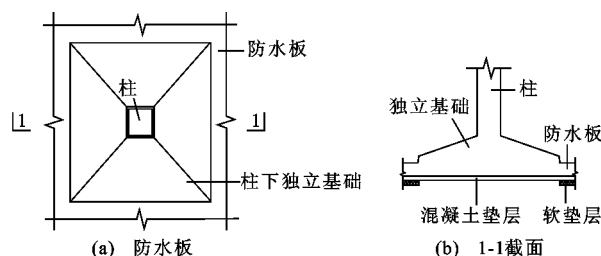 防水板
柱
1
1
柱下独立基础
(a) 防水板
柱
独立基础
防水板
混凝土垫层
软垫层
(b) 1-1截面